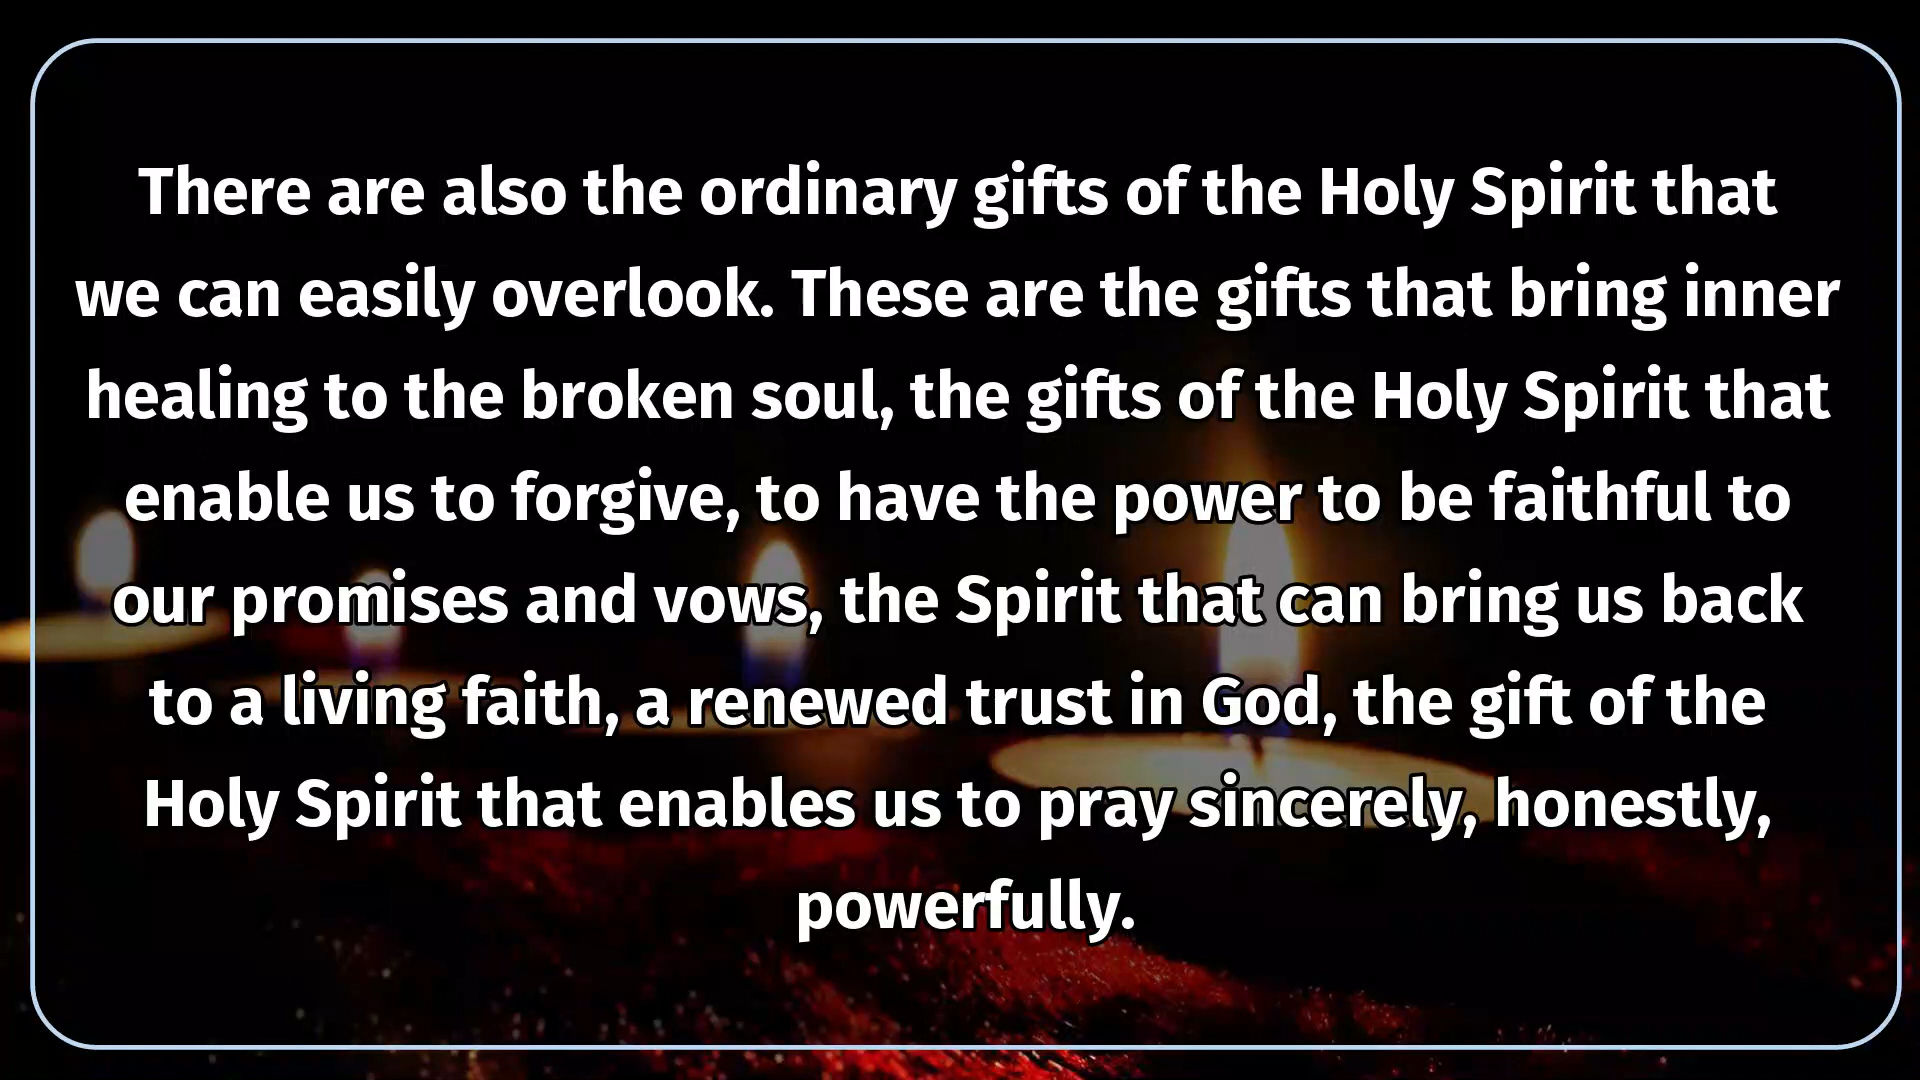 There are also the ordinary gifts of the Holy Spirit that
we can easily overlook. These are the gifts that bring inner
healing to the broken soul, the gifts of the Holy Spirit that
enable us to forgive, to have the power to be faithful to
our promises and vows, the Spirit that can bring us back
to a living faith, a renewed trust in God, the gift of the
Holy Spirit that enables us to pray sincerely, honestly,
powerfully.